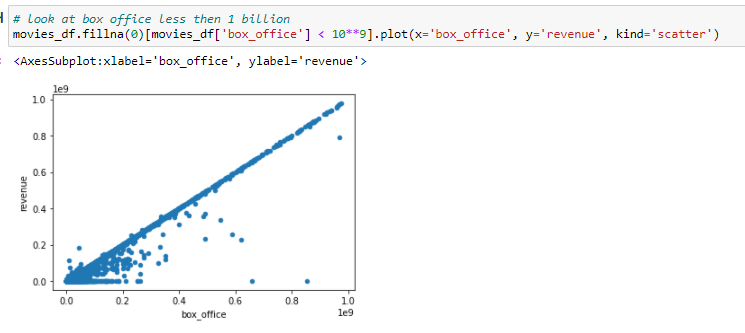 # look at box office less then 1 billion
movies_df.fillna(0)[movies_df['box_office'] < 10**9].plot(x='box_office', y='revenue', kind='scatter')
<AxesSubplot:xlabel='box_office', ylabel='revenue'>
1e9
1.0
0.8
0.6
0.4
0.2
0.0
revenue
0.0 0.2 0.4 0.6 0.8 1.0
1e9
box_office